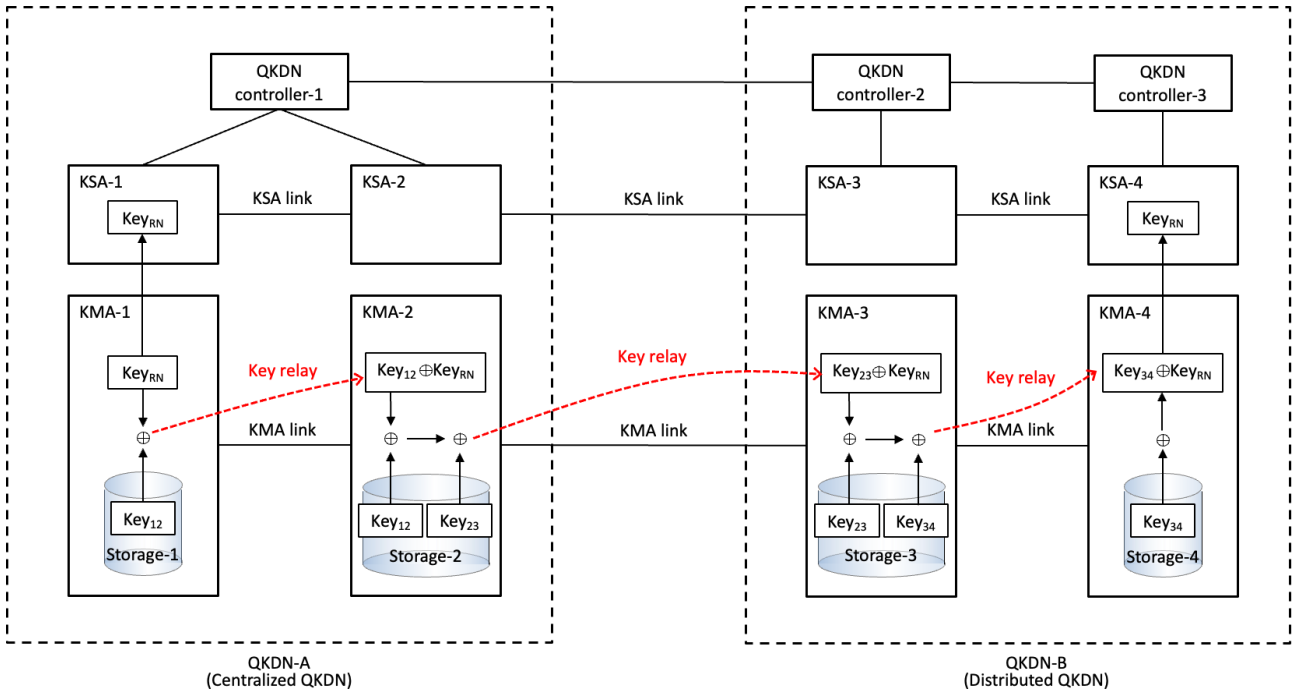 QKDN
controller-1
QKDN
controller-2
QKDN
controller-3
KSA-1
KeyRN
KSA link
KSA-2
KSA link
KSA-3
KSA link
KSA-4
KeyRN
KMA-1
KeyRN
⊕
Key12
Storage-1
Key relay
KMA link
KMA-2
Key12 ⊕KeyRN
⊕
⊕
Key12
Key23
Storage-2
Key relay
KMA link
KMA-3
Key23⊕ KeyRN
⊕
⊕
Key23
Key34
Storage-3
Key relay
KMA link
KMA-4
Key34 ⊕KeyRN
⊕
Key34
Storage-4
QKDN-A
(Centralized QKDN)
QKDN-B
(Distributed QKDN)